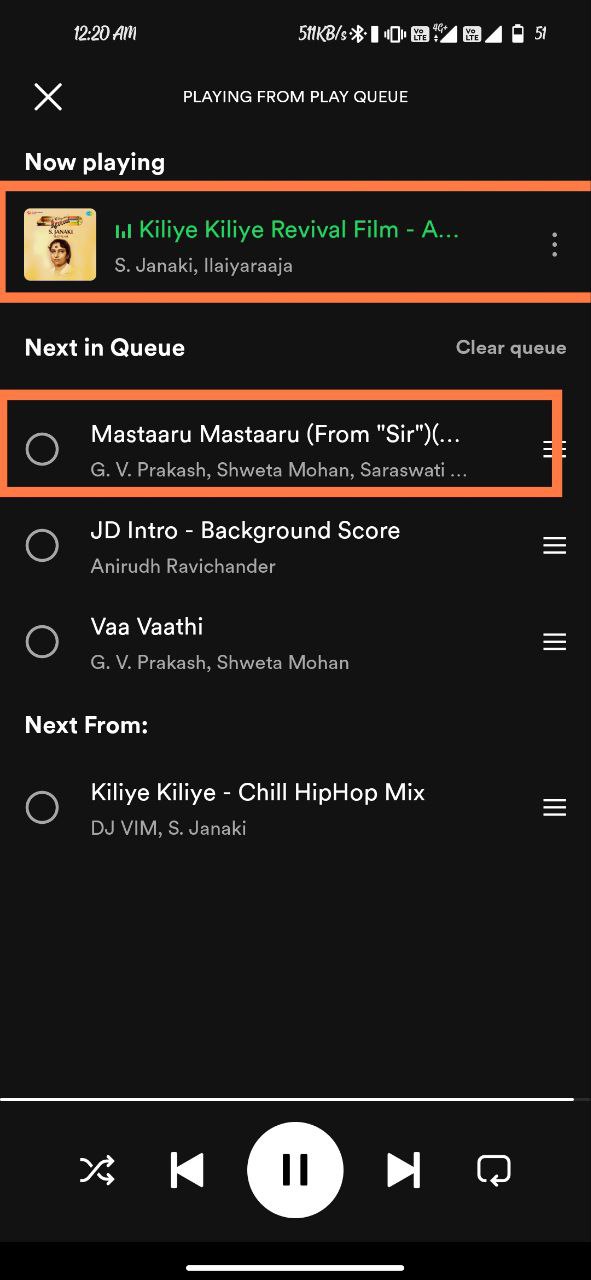 12:20 AM
511KB/s Vo LTE 4G+ Vo LTE 51
PLAYING FROM PLAY QUEUE
Now playing
Revival
S. JANAKI
Kiliye Kiliye Revival Film - A...
S. Janaki, Ilaiyaraaja
Next in Queue
Clear queue
Mastaaru Mastaaru (From "Sir")(...
G. V. Prakash, Shweta Mohan, Saraswati ...
JD Intro - Background Score
Anirudh Ravichander
Vaa Vaathi
G. V. Prakash, Shweta Mohan
Next From:
Kiliye Kiliye - Chill HipHop Mix
DJ VIM, S. Janaki